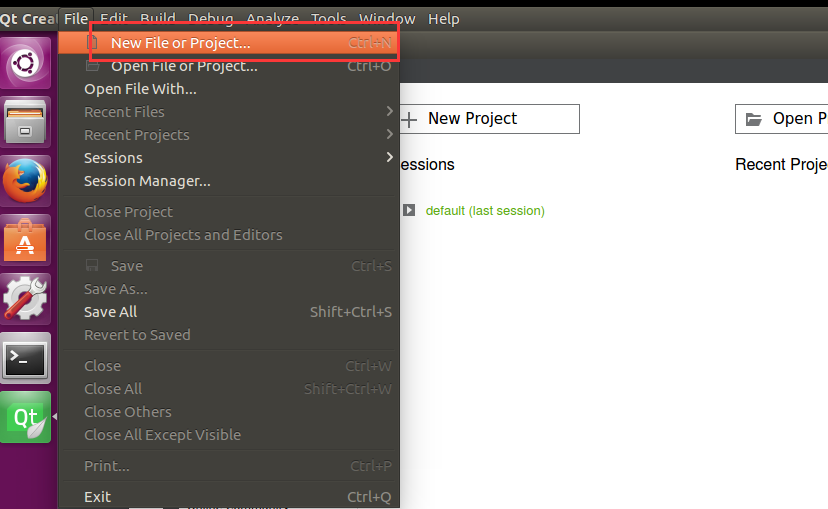 Qt Crea File Edit Build Debug Analyze Tools Window Help
New File or Project... Ctrl+N
Open File or Project... Ctrl+O
Open File With...
Recent Files
Recent Projects
Sessions
Session Manager...
Close Project
Close All Projects and Editors
Save Ctrl+S
Save As...
Save All Shift+Ctrl+S
Revert to Saved
Close Ctrl+W
Close All Shift+Ctrl+W
Close Others
Close All Except Visible
Print... Ctrl+P
Exit Ctrl+Q
New Project
Open P
essions
Recent Proje
default (last session)
Qt